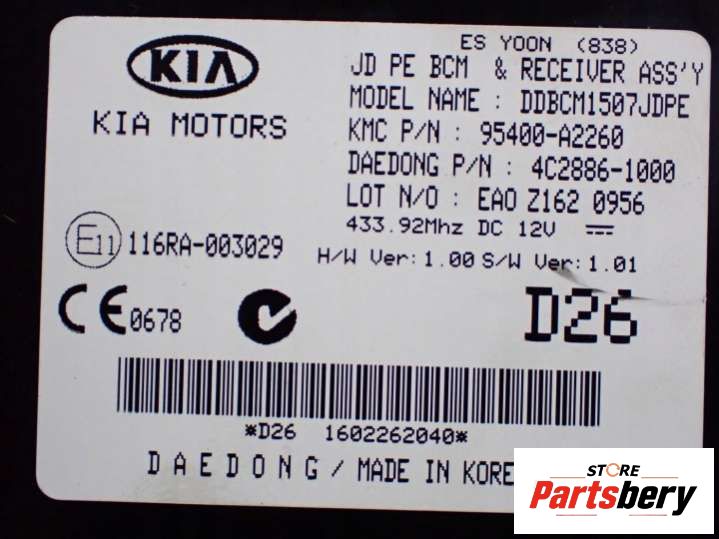 KIA
KIA MOTORS
ES YOON (838)
JD PE BCM & RECEIVER ASS'Y
MODEL NAME : DDBCM1507JDPE
KMC P/N : 95400-A2260
DAEDONG P/N : 4C2886-1000
LOT N/O : EAO Z162 0956
433.92Mhz DC 12V
H/W Ver:1.00 S/W Ver:1.01
E11 116RA-003029
CE 0678
D26
*D26 1602262040*
DAEDONG / MADE IN KORE
STORE
Partsbery